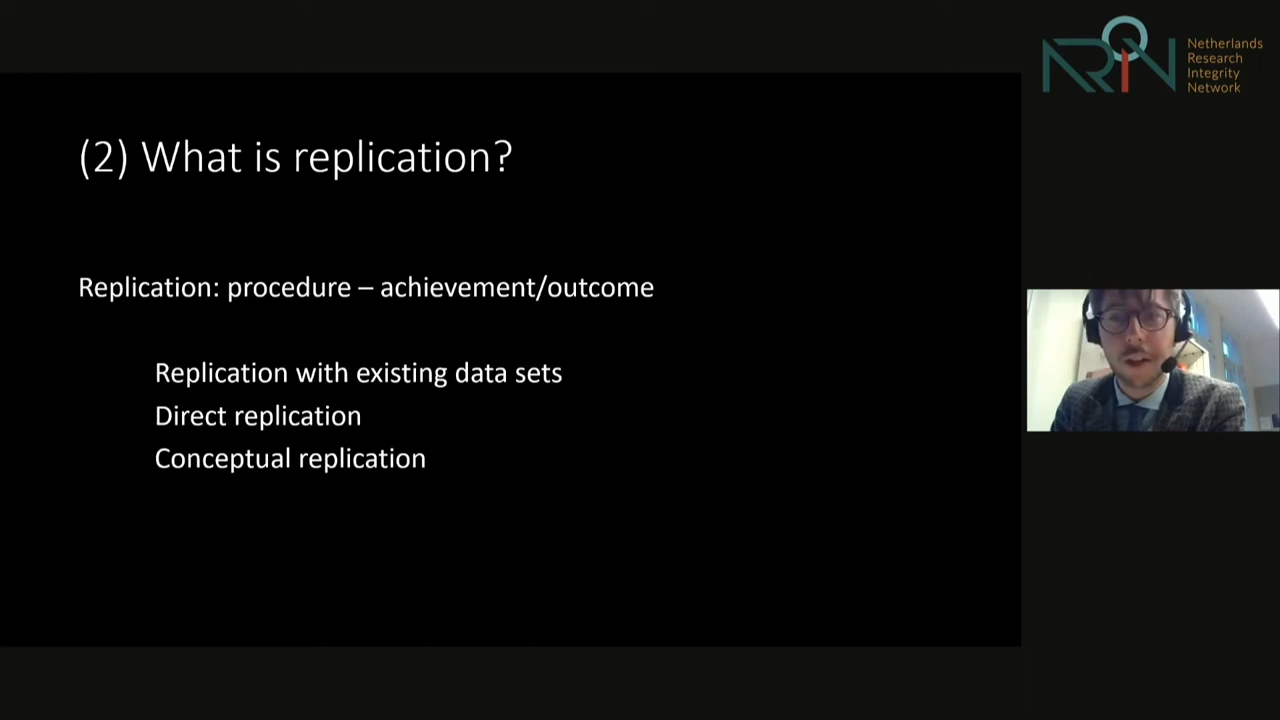 (2) What is replication?
Replication: procedure – achievement/outcome
Replication with existing data sets
Direct replication
Conceptual replication
NRIN
Netherlands
Research
Integrity
Network